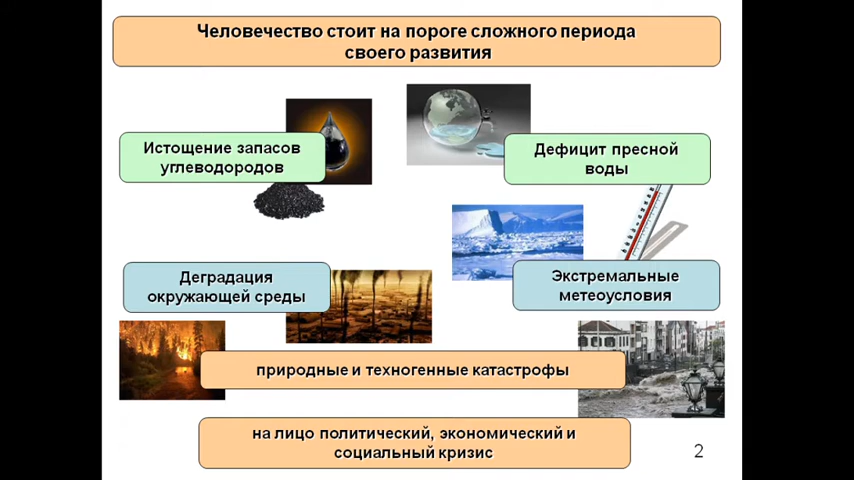 Человечество стоит на пороге сложного периода
своего развития
Истощение запасов
углеводородов
Дефицит пресной
воды
Деградация
окружающей среды
Экстремальные
метеоусловия
природные и техногенные катастрофы
на лицо политический, экономический и
социальный кризис
2